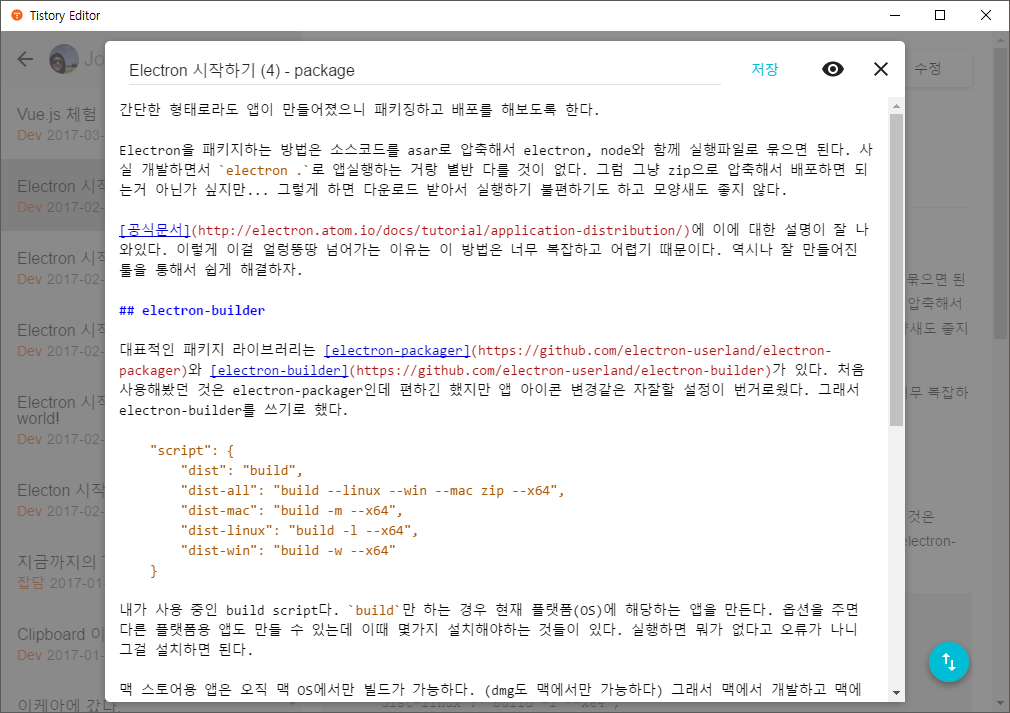 Tistory Editor
Jo
수정
Vue.js 체험
Dev 2017-03-
Electron 시작
Dev 2017-02-
Electron 시작
Dev 2017-02-
Electron 시작
Dev 2017-02-
Electron 시작
world!
Dev 2017-02-
Electon 시작
Dev 2017-02-
지금까지의
잡담 2017-01-
Clipboard 이
Dev 2017-01-
이케아에 갔다.
Electron 시작하기 (4) - package
저장
간단한 형태로라도 앱이 만들어졌으니 패키징하고 배포를 해보도록 한다.
Electron을 패키지하는 방법은 소스코드를 asar로 압축해서 electron, node와 함께 실행파일로 묶으면 된다. 사
실 개발하면서 `electron .`로 앱실행하는 거랑 별반 다를 것이 없다. 그럼 그냥 zip으로 압축해서 배포하면 되
는거 아닌가 싶지만... 그렇게 하면 다운로드 받아서 실행하기 불편하기도 하고 모양새도 좋지 않다.
[공식문서](http://electron.atom.io/docs/tutorial/application-distribution/)에 이에 대한 설명이 잘 나
와있다. 이렇게 이걸 얼렁뚱땅 넘어가는 이유는 이 방법은 너무 복잡하고 어렵기 때문이다. 역시나 잘 만들어진
툴을 통해서 쉽게 해결하자.
## electron-builder
대표적인 패키지 라이브러리는 [electron-packager](https://github.com/electron-userland/electron-
packager)와 [electron-builder](https://github.com/electron-userland/electron-builder)가 있다. 처음
사용해봤던 것은 electron-packager인데 편하긴 했지만 앱 아이콘 변경같은 자잘할 설정이 번거로웠다. 그래서
electron-builder를 쓰기로 했다.
"script": {
"dist": "build",
"dist-all": "build --linux --win --mac zip --x64",
"dist-mac": "build -m --x64",
"dist-linux": "build -l --x64",
"dist-win": "build -w --x64"
}
내가 사용 중인 build script다. `build`만 하는 경우 현재 플랫폼(OS)에 해당하는 앱을 만든다. 옵션을 주면
다른 플랫폼용 앱도 만들 수 있는데 이때 몇가지 설치해야하는 것들이 있다. 실행하면 뭐가 없다고 오류가 나니
그걸 설치하면 된다.
맥 스토어용 앱은 오직 맥 OS에서만 빌드가 가능하다. (dmg도 맥에서만 가능하다) 그래서 맥에서 개발하고 맥에
묶으면 된
압축해서
새도 좋지
무 복잡하
것은
electron-
"dist-linux": "build -l --x64",